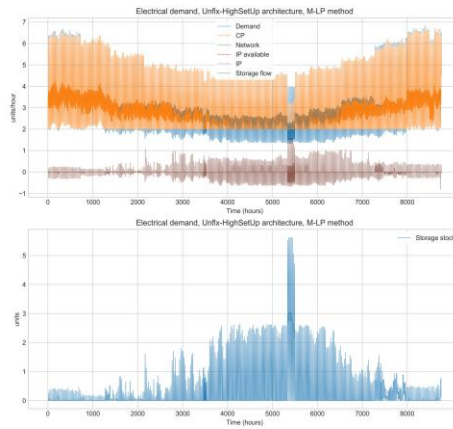 Electrical demand, Unflx-HighSetUp architecture, M-LP method
Demand
CP
Network
IP available
IP
Storage flow
units/hour
7
6
5
4
3
2
1
0
−1
0 1000 2000 3000 4000 5000 6000 7000 8000
Time (hours)
Electrical demand, Unflx-HighSetUp architecture, M-LP method
Storage stock
units
5
4
3
2
1
0
0 1000 2000 3000 4000 5000 6000 7000 8000
Time (hours)